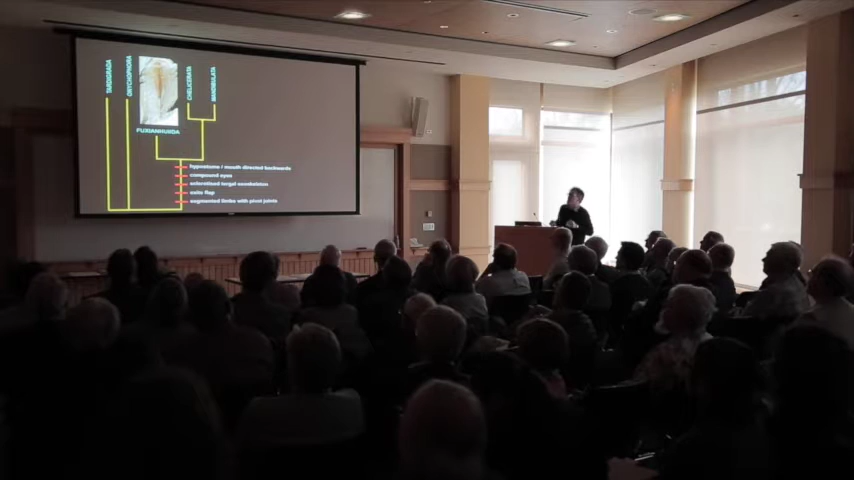 TARDIGRADA
ONYCHOPHORA
CHELICERATA
MANDIBULATA
FUXIANHUIIDA
hypostome / mouth directed backwards
compound eyes
sclerotised tergal exoskeleton
exite flap
segmented limbs with pivot joints